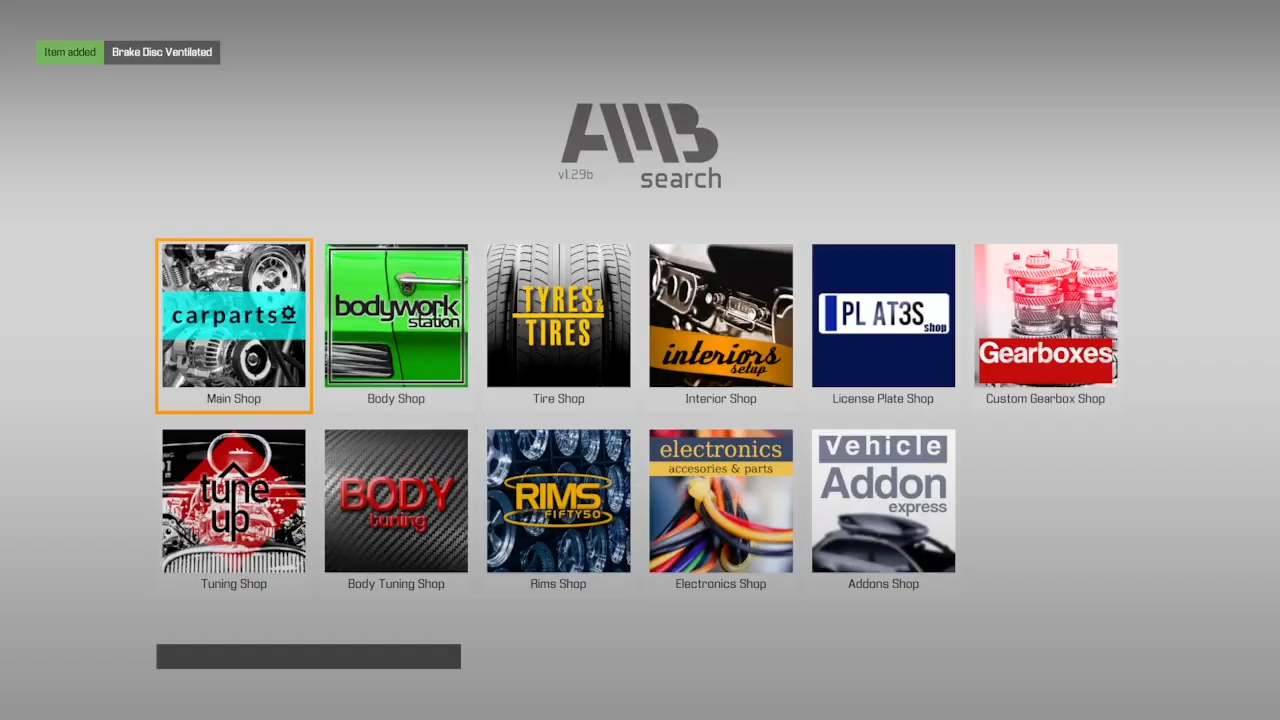 Item added Brake Disc Ventilated
AMB
v1.29b search
carparts
bodywork
station
TYRES &
TIRES
interiors
setup
PL AT3S
shop
Gearboxes
Main Shop
Body Shop
Tire Shop
Interior Shop
License Plate Shop
Custom Gearbox Shop
tune
up
BODY
tuning
RIMS
FIFTY50
electronics
accesories & parts
vehicle
Addon
express
Tuning Shop
Body Tuning Shop
Rims Shop
Electronics Shop
Addons Shop